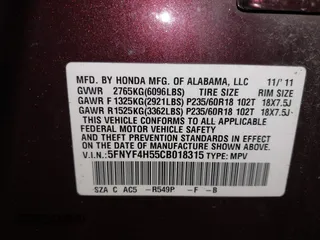 MFD. BY HONDA MFG. OF ALABAMA, LLC 11/'11
GVWR 2765KG(6096LBS) TIRE SIZE RIM SIZE
GAWR F 1325KG(2921LBS) P235/60R18 102T 18X7.5J
GAWR R 1525KG(3362LBS) P235/60R18 102T 18X7.5J
THIS VEHICLE CONFORMS TO ALL APPLICABLE
FEDERAL MOTOR VEHICLE SAFETY
AND THEFT PREVENTION STANDARDS
IN EFFECT ON THE DATE OF MANUFACTURE
SHOWN ABOVE.
V.I.N:5FNYF4H55CB018315 TYPE: MPV
SZA C AC5 -R549P -F -B